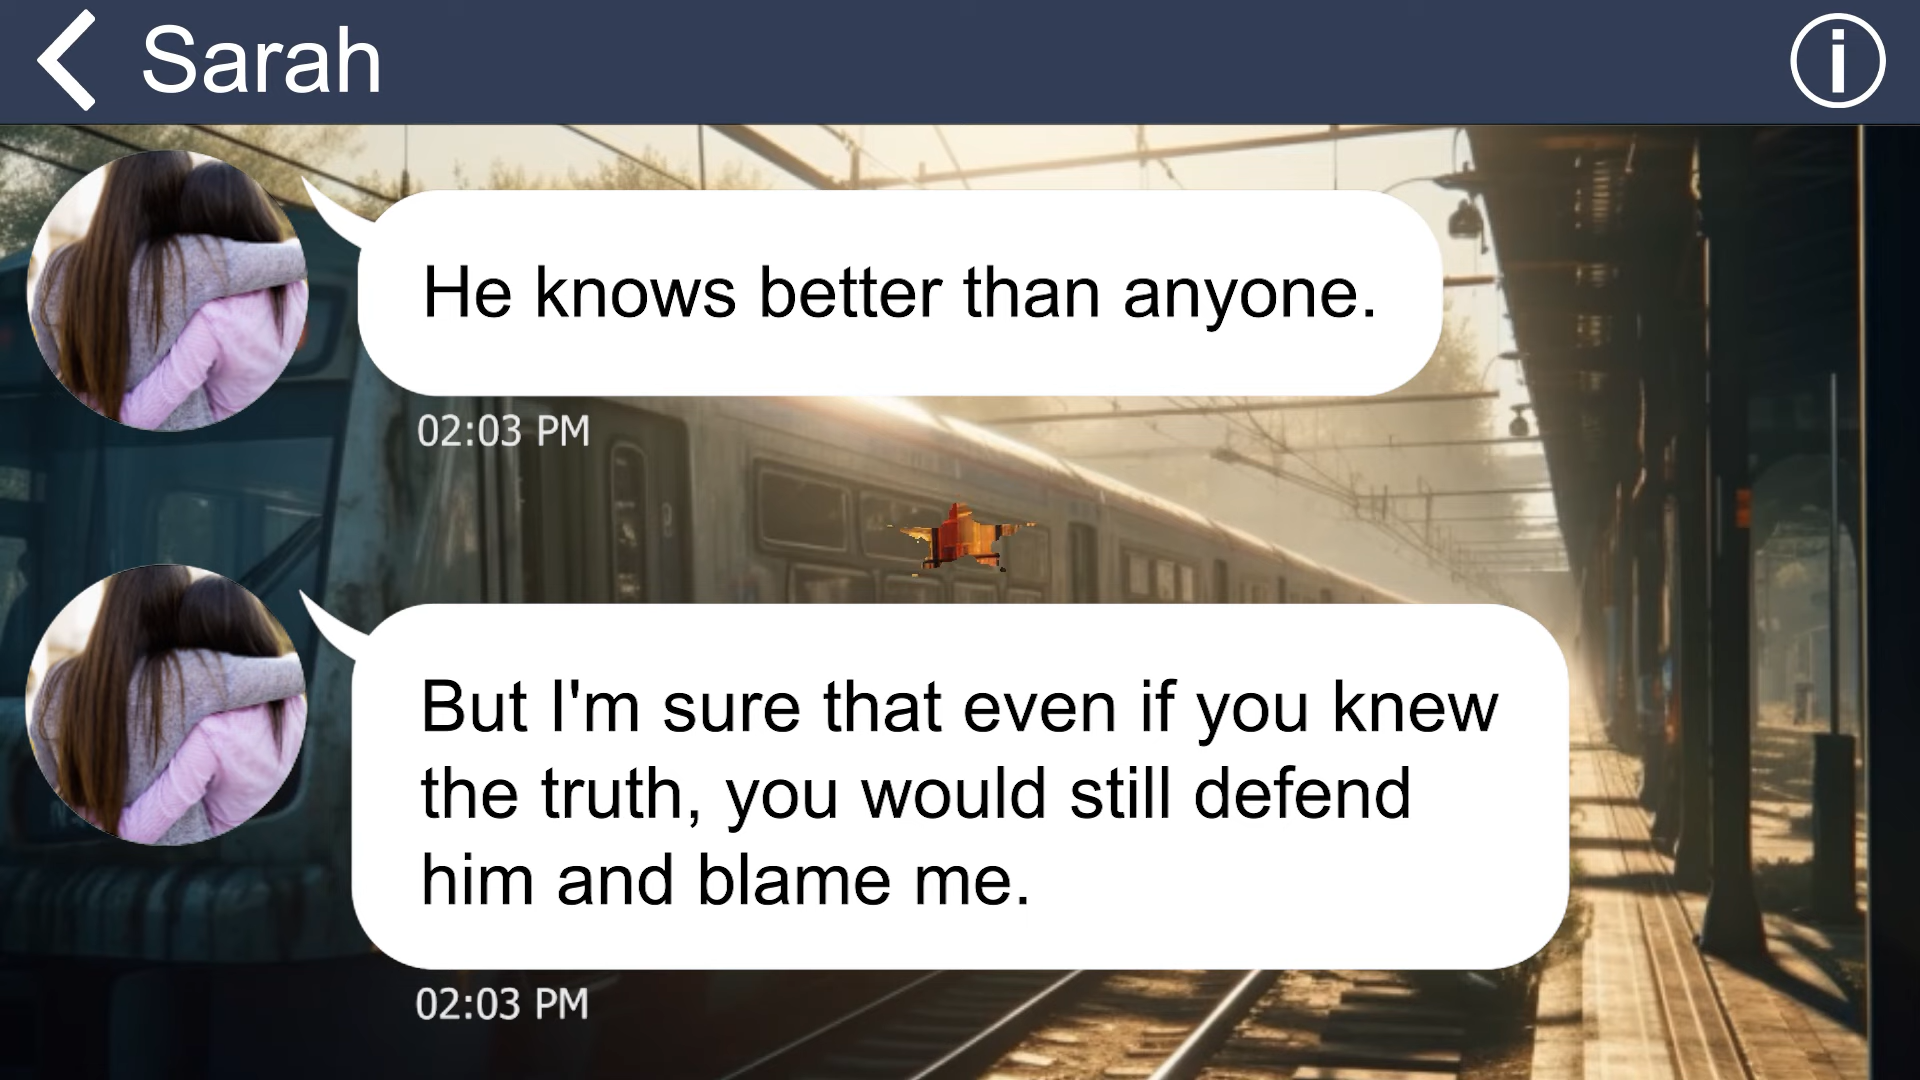 Sarah
He knows better than anyone.
02:03 PM
But I'm sure that even if you knew
the truth, you would still defend
him and blame me.
02:03 PM